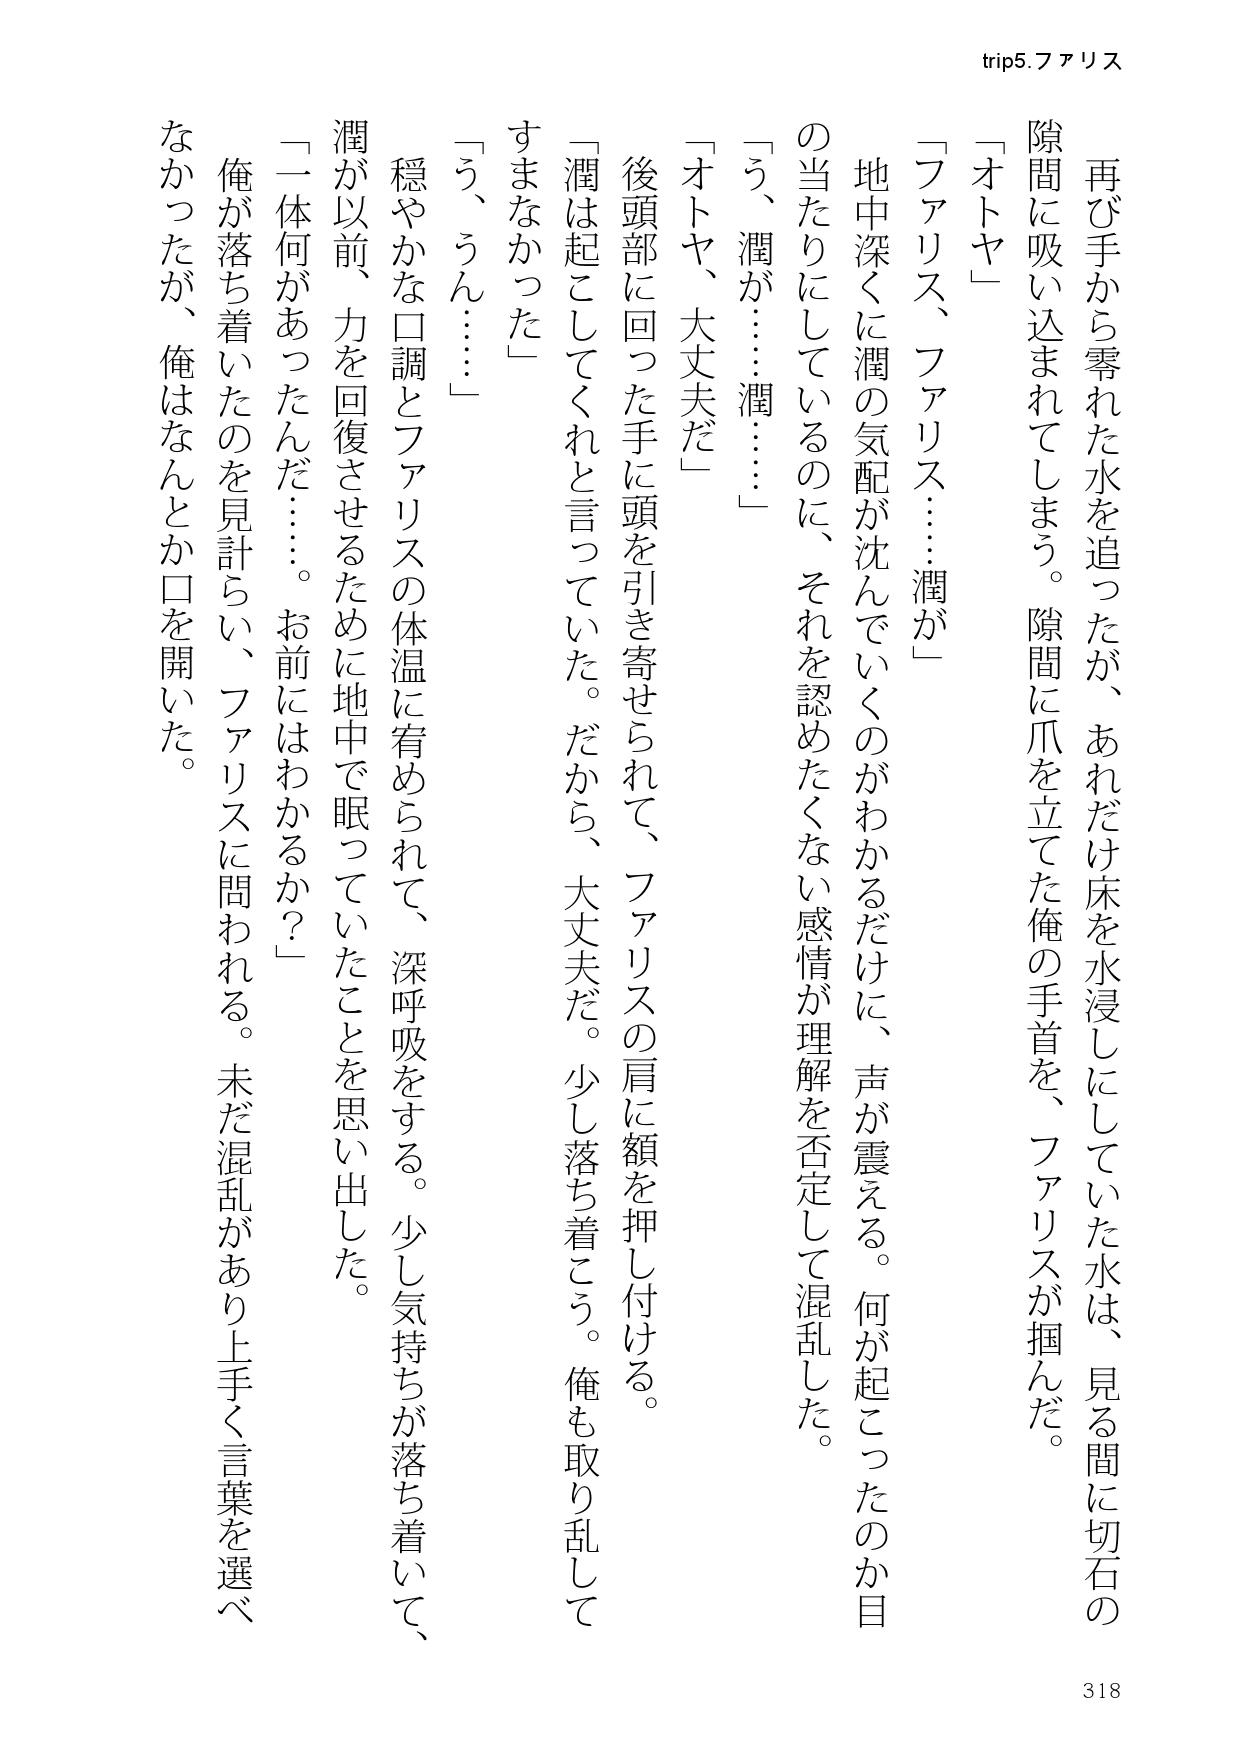 trip5.ファリス
　再び手から零れた水を追ったが、あれだけ床を水浸しにしていた水は、見る間に切石の
隙間に吸い込まれてしまう。隙間に爪を立てた俺の手首を、ファリスが掴んだ。
「オトヤ」
「ファリス、ファリス……潤が」
　地中深くに潤の気配が沈んでいくのがわかるだけに、声が震える。何が起こったのか目
の当たりにしているのに、それを認めたくない感情が理解を否定して混乱した。
「う、潤が……潤……」
「オトヤ、大丈夫だ」
　後頭部に回った手に頭を引き寄せられて、ファリスの肩に額を押し付ける。
「潤は起こしてくれと言っていた。だから、大丈夫だ。少し落ち着こう。俺も取り乱して
すまなかった」
「う、うん……」
　穏やかな口調とファリスの体温に宥められて、深呼吸をする。少し気持ちが落ち着いて、
潤が以前、力を回復させるために地中で眠っていたことを思い出した。
「一体何があったんだ……。お前にはわかるか？」
　俺が落ち着いたのを見計らい、ファリスに問われる。未だ混乱があり上手く言葉を選べ
なかったが、俺はなんとか口を開いた。
318